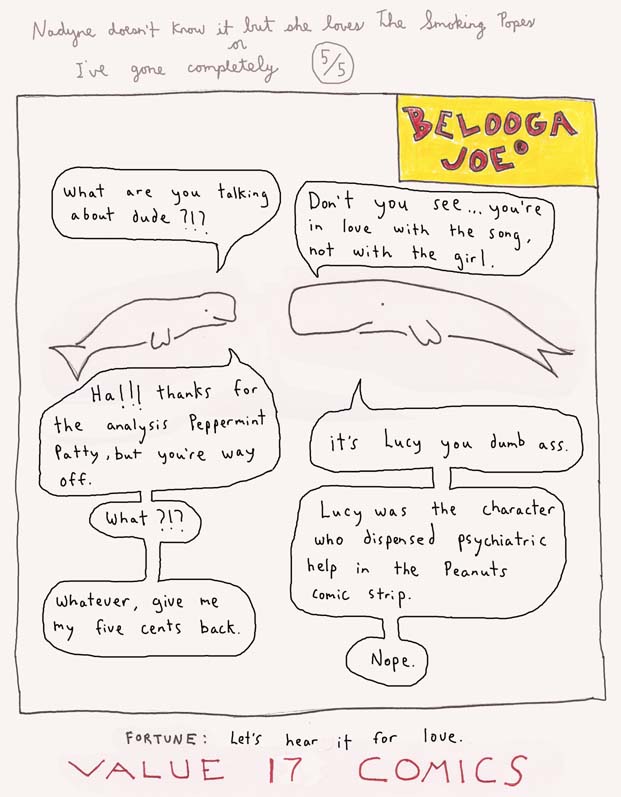 Nadyne doesn't know it but she loves The Smoking Popes
or
I've gone completely 5/5
BELOOGA
JOE®
What are you talking
about dude ?!?
Don't you see... you're
in love with the song,
not with the girl.
Ha!!! thanks for
the analysis Peppermint
Patty, but you're way
off.
it's Lucy you dumb ass.
What ?!?
Lucy was the character
who dispensed psychiatric
help in the Peanuts
comic strip.
Whatever, give me
my five cents back.
Nope.
FORTUNE: Let's hear it for love.
VALUE 17 COMICS